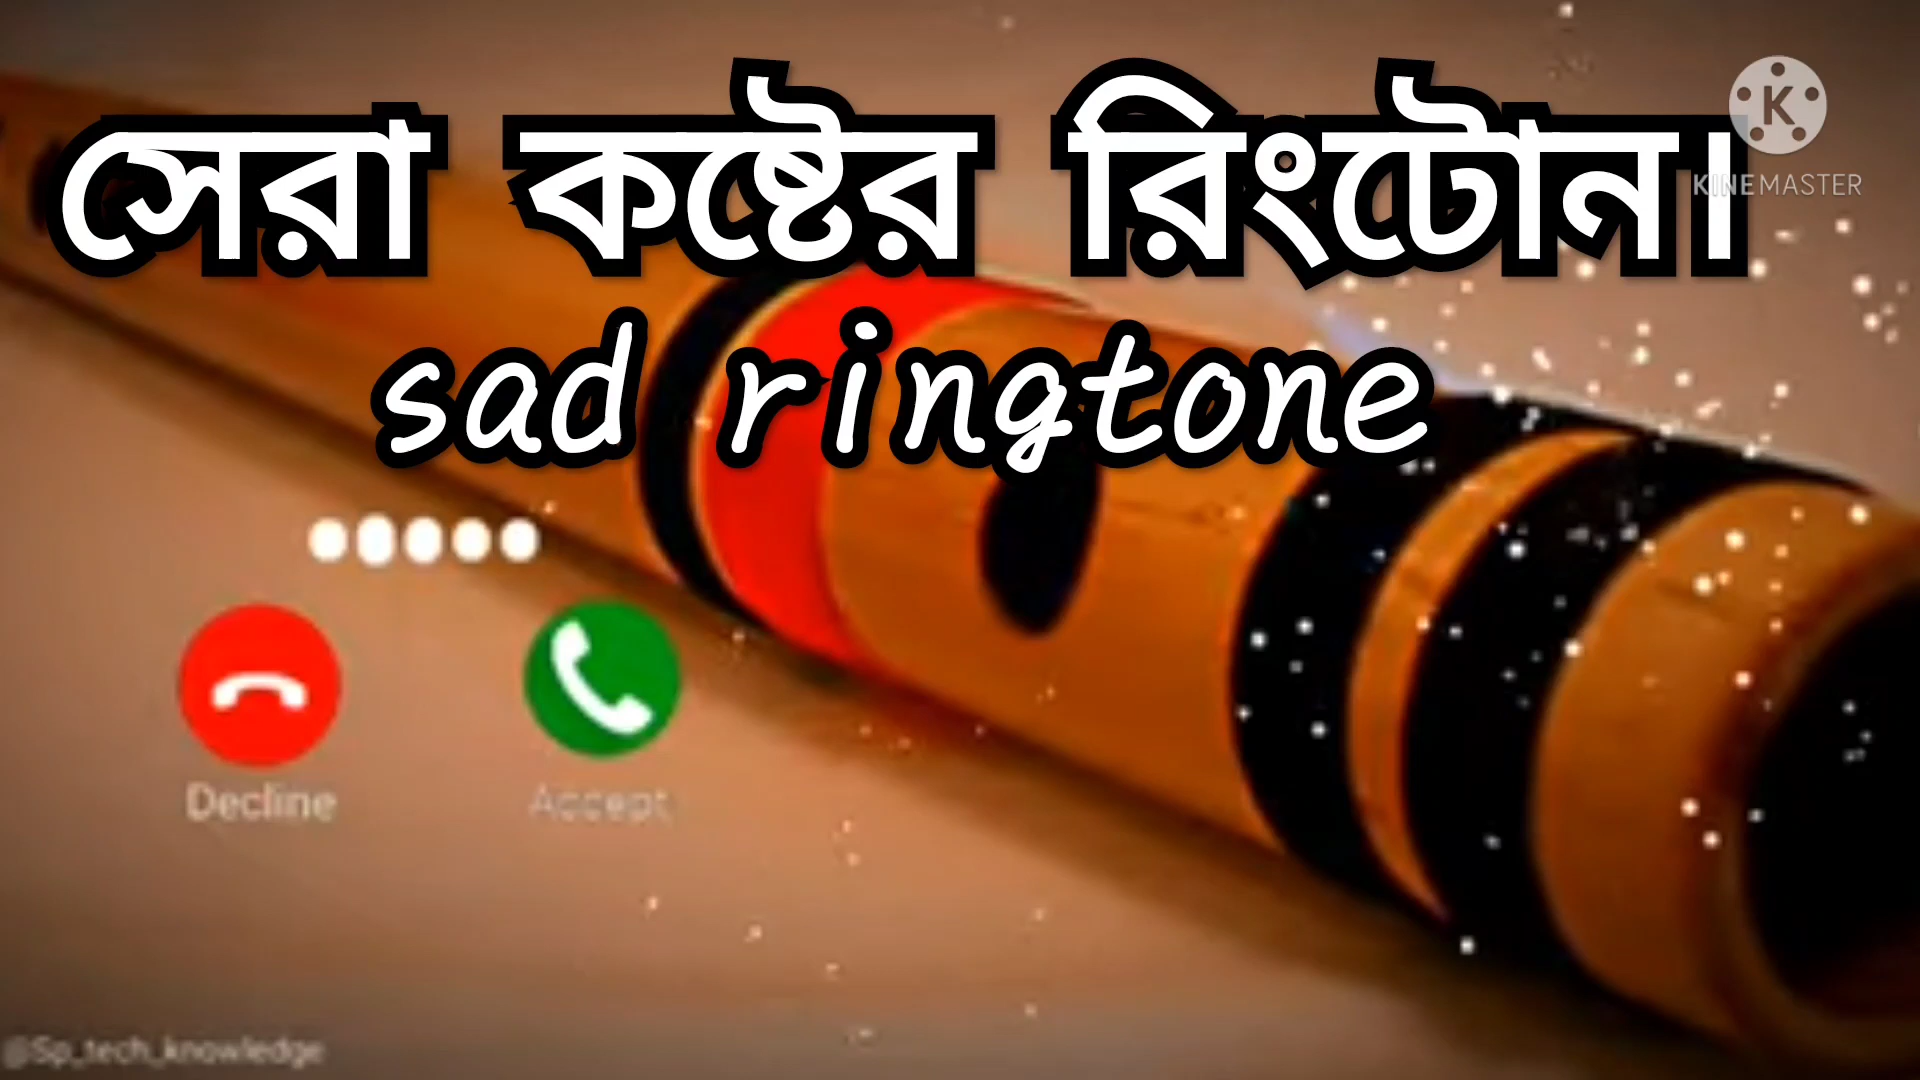 সেরা কষ্টের রিংটোন।
KINEMASTER
sad ringtone
Decline
Accept
@Sp_tech_knowledge